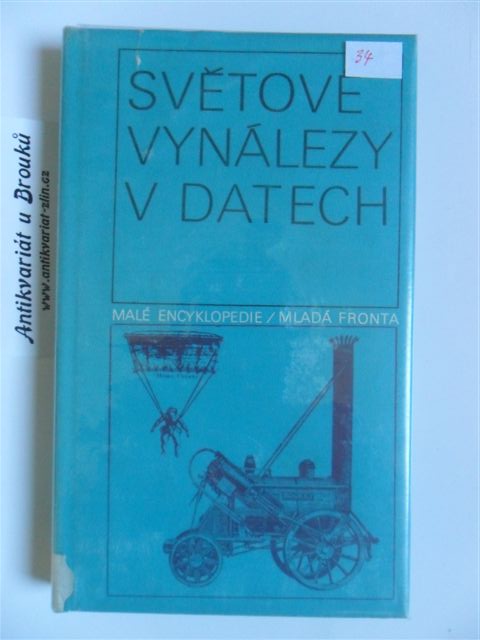 34
SVĚTOVÉ
VYNÁLEZY
V DATECH
MALÉ ENCYKLOPEDIE / MLADÁ FRONTA
Antikvariát u Brouků
www.antikvariat-zlin.cz